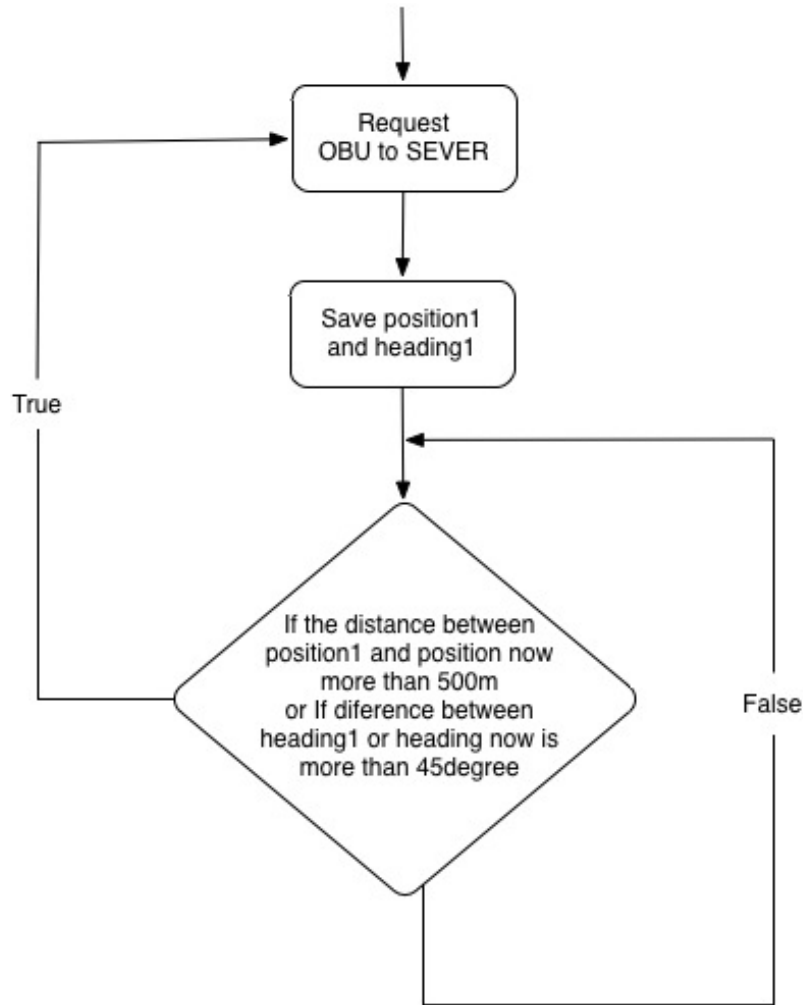 Request
OBU to SEVER
Save position1
and heading1
True
If the distance between
position1 and position now
more than 500m
or If diference between
heading1 or heading now is
more than 45degree
False